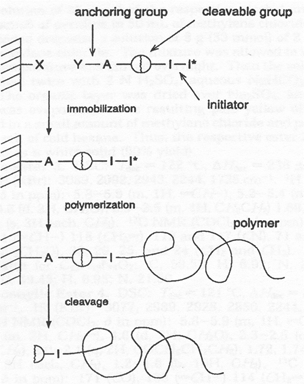 anchoring group
cleavable group
X
Y—A—I—I*
initiator
immobilization
A—I—I*
polymerization
polymer
A—I
cleavage
I